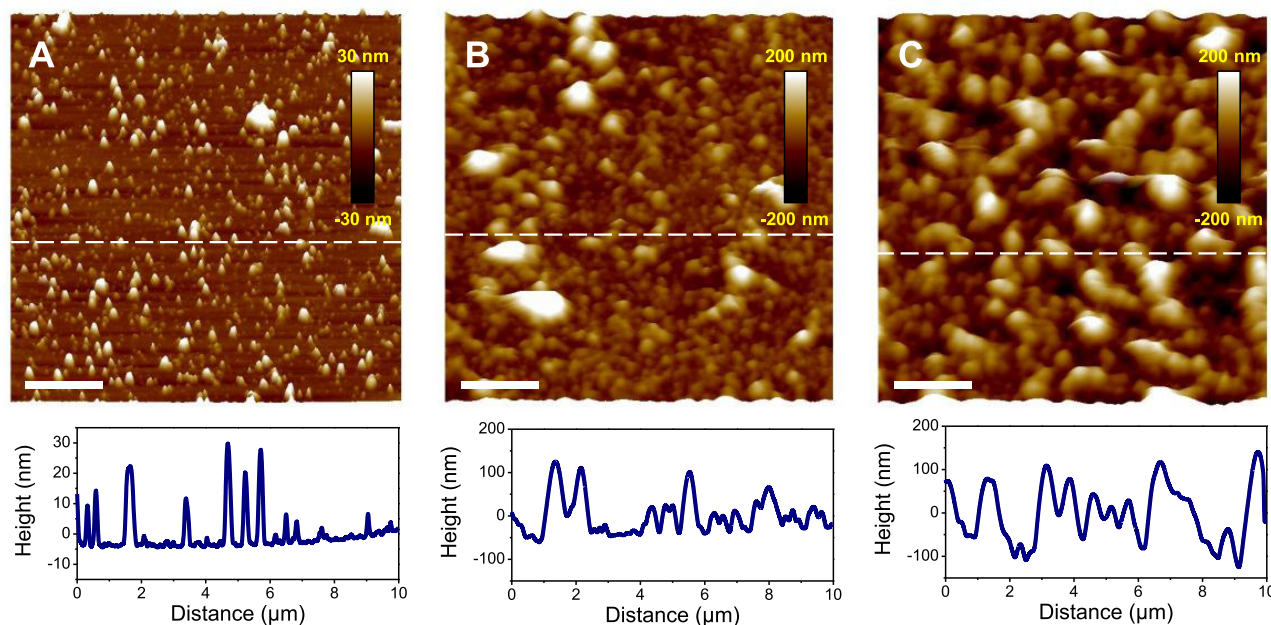 A
30 nm
-30 nm
B
200 nm
-200 nm
C
200 nm
-200 nm
Height (nm)
30
20
10
0
-10
0 2 4 6 8 10
Distance (µm)
Height (nm)
200
100
0
-100
0 2 4 6 8 10
Distance (µm)
Height (nm)
200
100
0
-100
-200
0 2 4 6 8 10
Distance (µm)